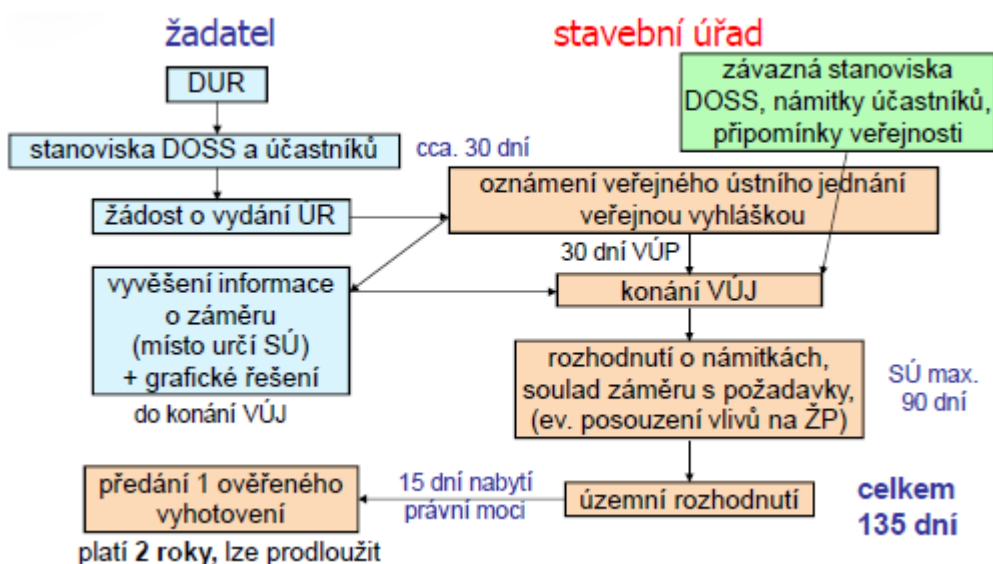 žadatel
stavební úřad
DUR
závazná stanoviska
DOSS, námitky účastníků,
připomínky veřejnosti
stanoviska DOSS a účastníků
cca. 30 dní
oznámení veřejného ústního jednání
veřejnou vyhláškou
žádost o vydání ÚR
30 dní VÚP
vyvěšení informace
o záměru
(místo určí SÚ)
+ grafické řešení
do konání VÚJ
konání VÚJ
rozhodnutí o námitkách,
soulad záměru s požadavky,
(ev. posouzení vlivů na ŽP)
SÚ max.
90 dní
předání 1 ověřeného
vyhotovení
15 dní nabytí
právní moci
územní rozhodnutí
celkem
135 dní
platí 2 roky, lze prodloužit